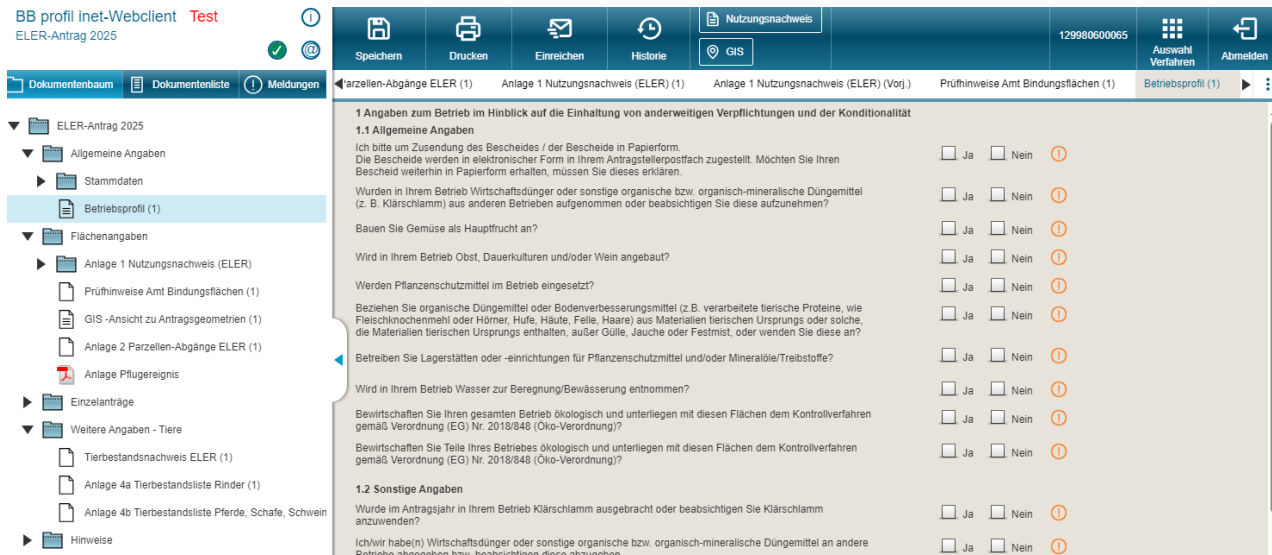 BB profil inet-Webclient Test
ELER-Antrag 2025
Speichern
Drucken
Einreichen
Historie
Nutzungsnachweis
GIS
129980600065
Auswahl
Verfahren
Abmelden
Dokumentenbaum
Dokumentenliste
Meldungen
Parzellen-Abgänge ELER (1)
Anlage 1 Nutzungsnachweis (ELER) (1)
Anlage 1 Nutzungsnachweis (ELER) (Vorj.)
Prüfhinweise Amt Bindungsflächen (1)
Betriebsprofil (1)
ELER-Antrag 2025
Allgemeine Angaben
Stammdaten
Betriebsprofil (1)
Flächenangaben
Anlage 1 Nutzungsnachweis (ELER)
Prüfhinweise Amt Bindungsflächen (1)
GIS -Ansicht zu Antragsgeometrien (1)
Anlage 2 Parzellen-Abgänge ELER (1)
Anlage Pflugereignis
Einzelanträge
Weitere Angaben - Tiere
Tierbestandsnachweis ELER (1)
Anlage 4a Tierbestandsliste Rinder (1)
Anlage 4b Tierbestandsliste Pferde, Schafe, Schwein
Hinweise
1 Angaben zum Betrieb im Hinblick auf die Einhaltung von anderweitigen Verpflichtungen und der Konditionalität
1.1 Allgemeine Angaben
Ich bitte um Zusendung des Bescheides / der Bescheide in Papierform.
Die Bescheide werden in elektronischer Form in Ihrem Antragstellerpostfach zugestellt. Möchten Sie Ihren
Bescheid weiterhin in Papierform erhalten, müssen Sie dieses erklären.
Ja Nein
Wurden in Ihrem Betrieb Wirtschaftsdünger oder sonstige organische bzw. organisch-mineralische Düngemittel
(z. B. Klärschlamm) aus anderen Betrieben aufgenommen oder beabsichtigen Sie diese aufzunehmen?
Ja Nein
Bauen Sie Gemüse als Hauptfrucht an?
Ja Nein
Wird in Ihrem Betrieb Obst, Dauerkulturen und/oder Wein angebaut?
Ja Nein
Werden Pflanzenschutzmittel im Betrieb eingesetzt?
Ja Nein
Beziehen Sie organische Düngemittel oder Bodenverbesserungsmittel (z.B. verarbeitete tierische Proteine, wie
Fleischknochenmehl oder Hörner, Hufe, Häute, Felle, Haare) aus Materialien tierischen Ursprungs oder solche,
die Materialien tierischen Ursprungs enthalten, außer Gülle, Jauche oder Festmist, oder wenden Sie diese an?
Ja Nein
Betreiben Sie Lagerstätten oder -einrichtungen für Pflanzenschutzmittel und/oder Mineralöle/Treibstoffe?
Ja Nein
Wird in Ihrem Betrieb Wasser zur Beregnung/Bewässerung entnommen?
Ja Nein
Bewirtschaften Sie Ihren gesamten Betrieb ökologisch und unterliegen mit diesen Flächen dem Kontrollverfahren
gemäß Verordnung (EG) Nr. 2018/848 (Öko-Verordnung)?
Ja Nein
Bewirtschaften Sie Teile Ihres Betriebes ökologisch und unterliegen mit diesen Flächen dem Kontrollverfahren
gemäß Verordnung (EG) Nr. 2018/848 (Öko-Verordnung)?
Ja Nein
1.2 Sonstige Angaben
Wurde im Antragsjahr in Ihrem Betrieb Klärschlamm ausgebracht oder beabsichtigen Sie Klärschlamm
anzuwenden?
Ja Nein
Ich/wir habe(n) Wirtschaftsdünger oder sonstige organische bzw. organisch-mineralische Düngemittel an andere
Betriebe abgegeben bzw. beabsichtigen diese abzugeben
Ja Nein